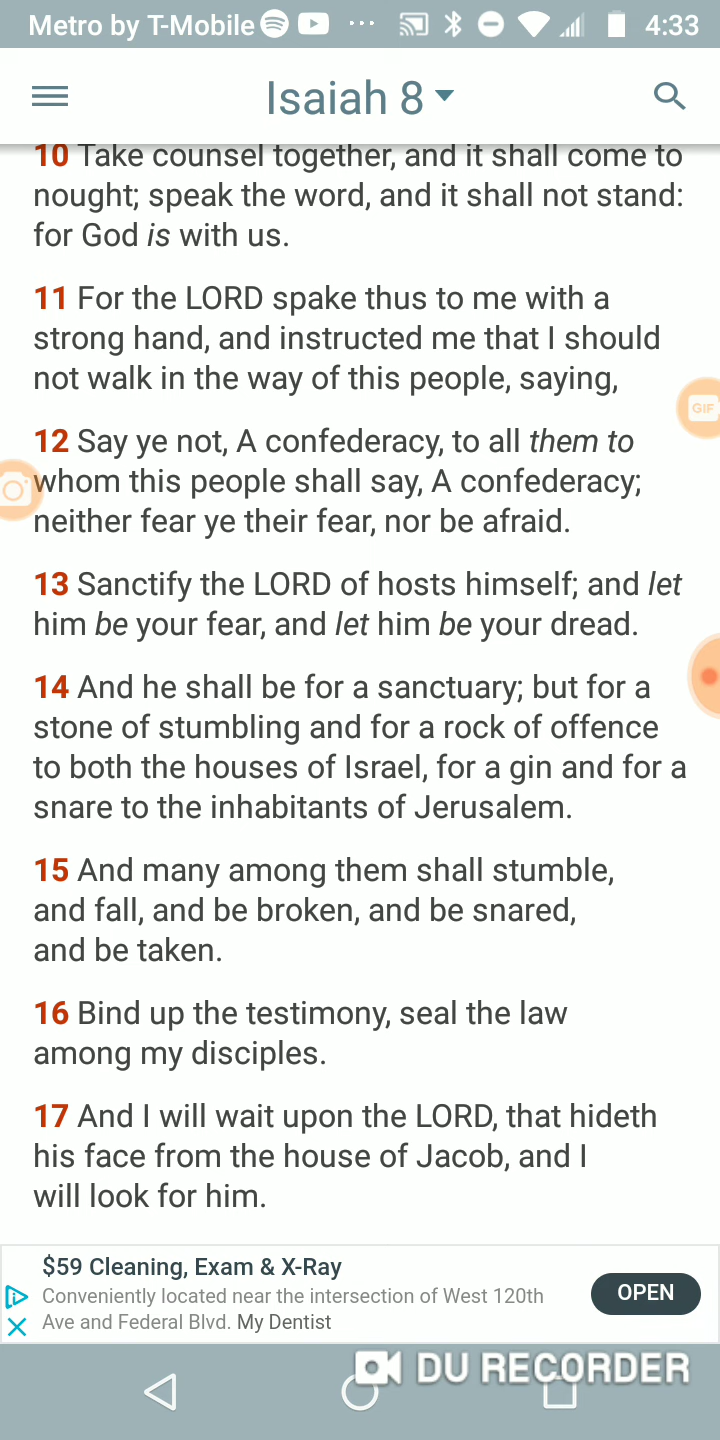 Metro by T-Mobile ... 4:33
Isaiah 8
10 Take counsel together, and it shall come to
nought; speak the word, and it shall not stand:
for God is with us.
11 For the LORD spake thus to me with a
strong hand, and instructed me that I should
not walk in the way of this people, saying,
GIF
12 Say ye not, A confederacy, to all them to
whom this people shall say, A confederacy;
neither fear ye their fear, nor be afraid.
13 Sanctify the LORD of hosts himself; and let
him be your fear, and let him be your dread.
14 And he shall be for a sanctuary; but for a
stone of stumbling and for a rock of offence
to both the houses of Israel, for a gin and for a
snare to the inhabitants of Jerusalem.
15 And many among them shall stumble,
and fall, and be broken, and be snared,
and be taken.
16 Bind up the testimony, seal the law
among my disciples.
17 And I will wait upon the LORD, that hideth
his face from the house of Jacob, and I
will look for him.
$59 Cleaning, Exam & X-Ray
Conveniently located near the intersection of West 120th
Ave and Federal Blvd. My Dentist
OPEN
DU RECORDER